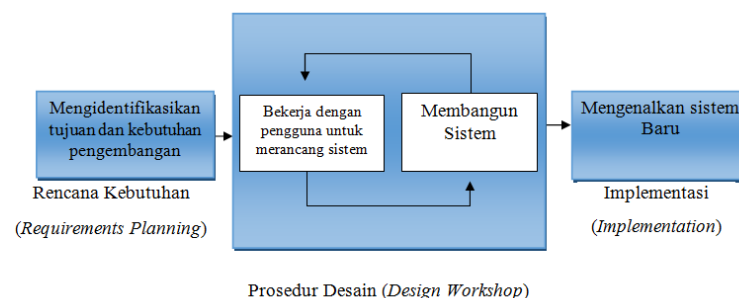 Mengidentifikasikan
tujuan dan kebutuhan
pengembangan
Rencana Kebutuhan
(Requirements Planning)
Bekerja dengan
pengguna untuk
merancang sistem
Membangun
Sistem
Prosedur Desain (Design Workshop)
Mengenalkan sistem
Baru
Implementasi
(Implementation)